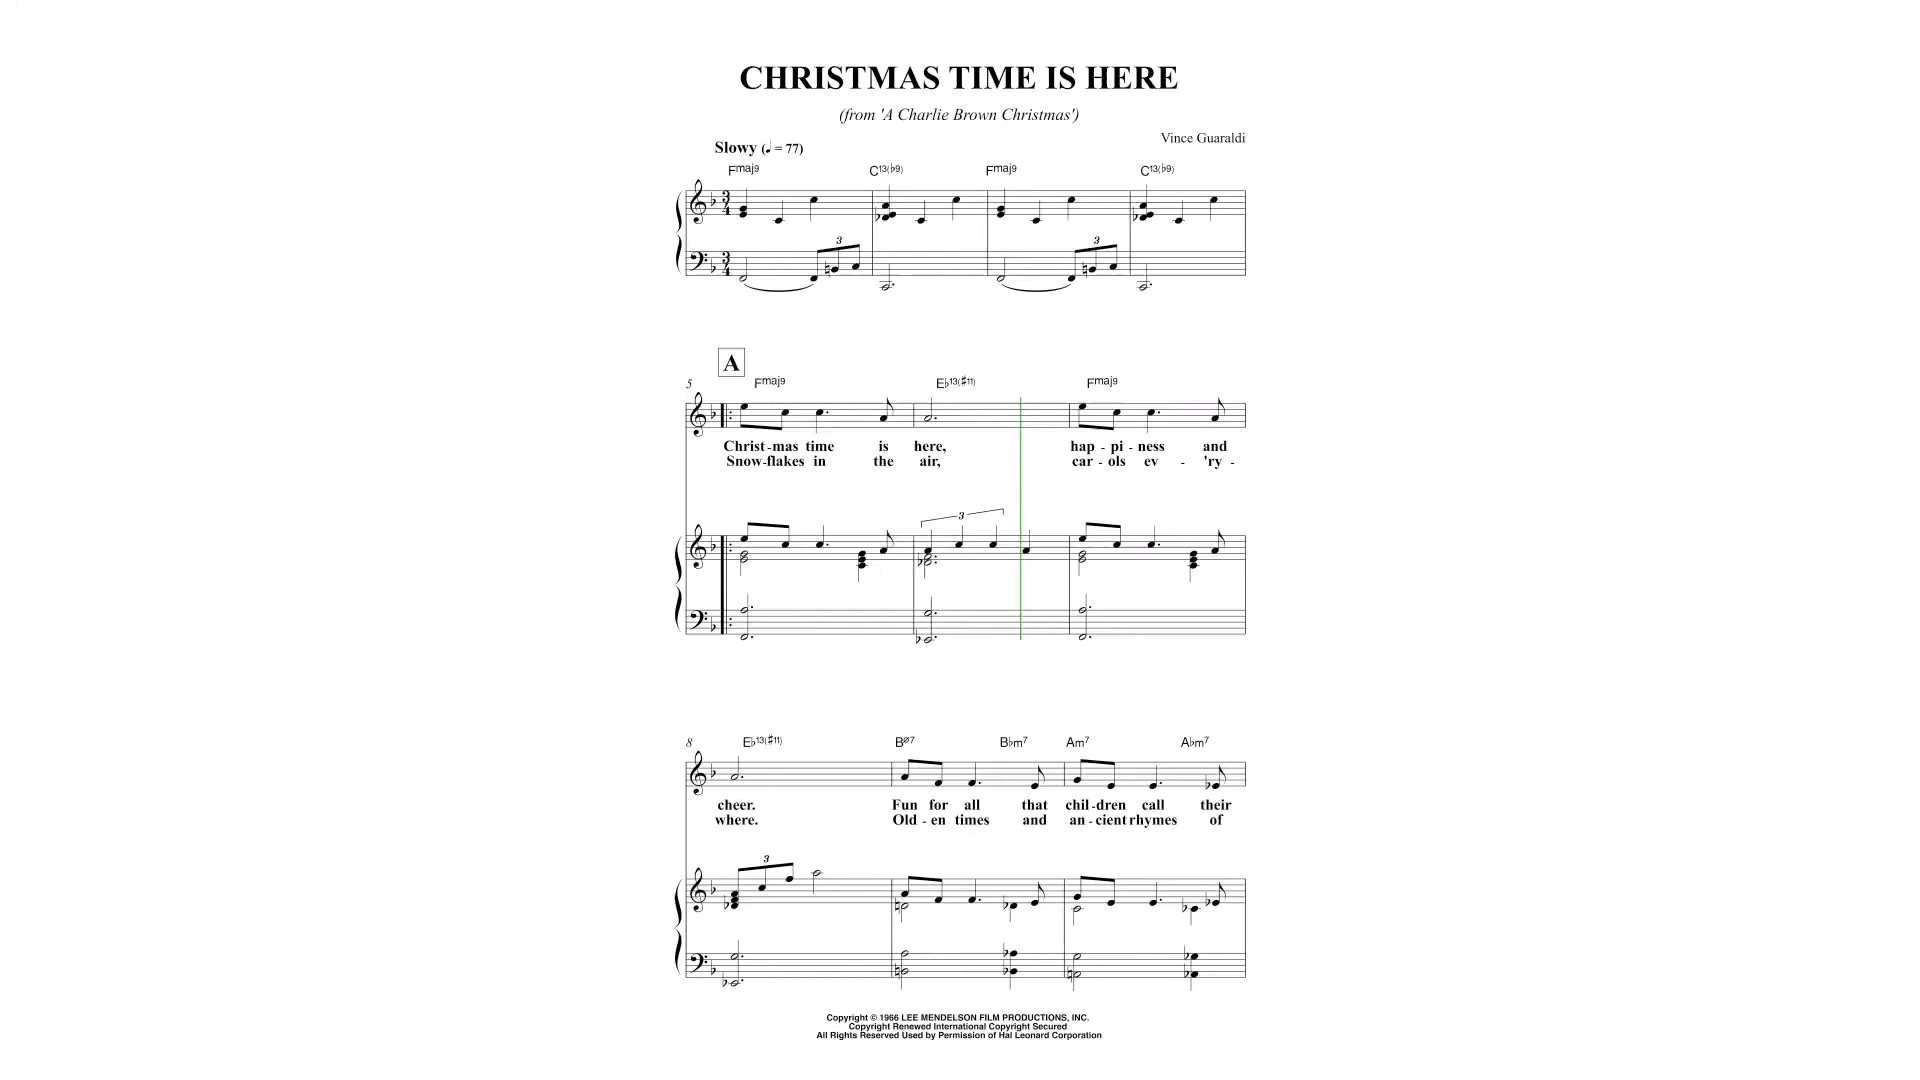 CHRISTMAS TIME IS HERE
(from 'A Charlie Brown Christmas')
Vince Guaraldi
Slowy (♩ = 77)
Fmaj9 C13(♭9) Fmaj9 C13(♭9)
3 4
3 3
3 4
A
5 Fmaj9 E♭13(♯11) Fmaj9
Christ - mas time is here, hap - pi - ness and
Snow - flakes in the air, car - ols ev - 'ry -
3
8 E♭13(♯11) Bø7 B♭m7 Am7 A♭m7
cheer. Fun for all that chil - dren call their
where. Old - en times and an - cient rhymes of
3
Copyright © 1966 LEE MENDELSON FILM PRODUCTIONS, INC.
Copyright Renewed International Copyright Secured
All Rights Reserved Used by Permission of Hal Leonard Corporation